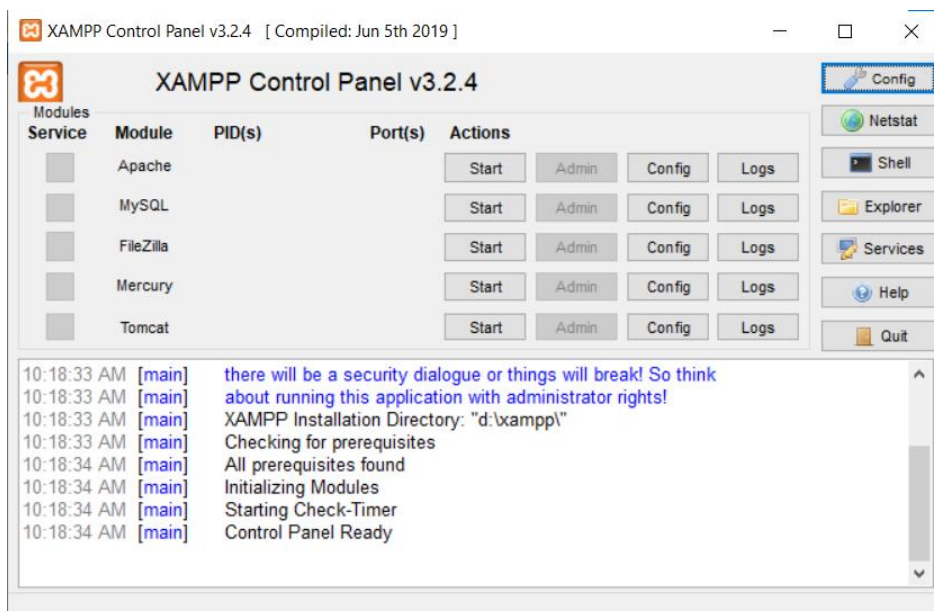 XAMPP Control Panel v3.2.4 [ Compiled: Jun 5th 2019 ]
XAMPP Control Panel v3.2.4
Config
Modules
Service Module PID(s) Port(s) Actions
Netstat
Apache Start Admin Config Logs
Shell
MySQL Start Admin Config Logs
Explorer
FileZilla Start Admin Config Logs
Services
Mercury Start Admin Config Logs
Help
Tomcat Start Admin Config Logs
Quit
10:18:33 AM [main] there will be a security dialogue or things will break! So think
10:18:33 AM [main] about running this application with administrator rights!
10:18:33 AM [main] XAMPP Installation Directory: "d:\xampp\"
10:18:33 AM [main] Checking for prerequisites
10:18:34 AM [main] All prerequisites found
10:18:34 AM [main] Initializing Modules
10:18:34 AM [main] Starting Check-Timer
10:18:34 AM [main] Control Panel Ready